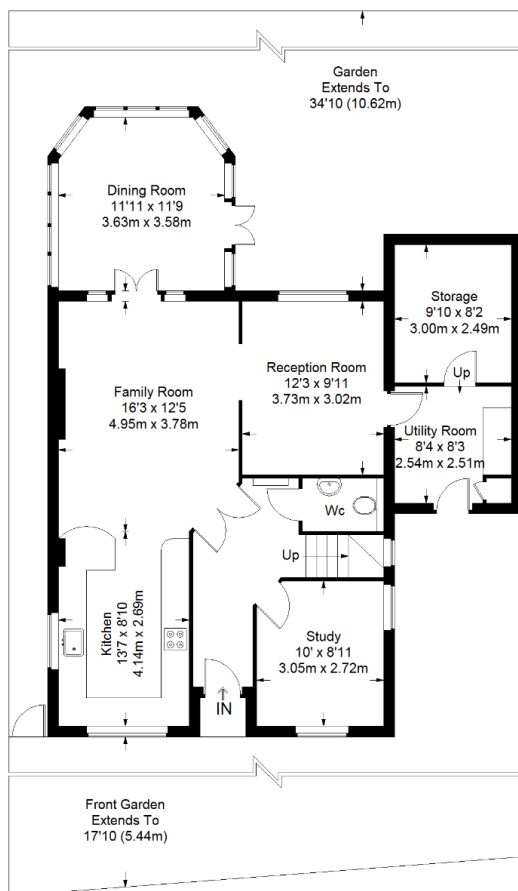 Garden
Extends To
34'10 (10.62m)
Dining Room
11'11 x 11'9
3.63m x 3.58m
Storage
9'10 x 8'2
3.00m x 2.49m
Up
Reception Room
12'3 x 9'11
3.73m x 3.02m
Family Room
16'3 x 12'5
4.95m x 3.78m
Utility Room
8'4 x 8'3
2.54m x 2.51m
Wc
Up
Kitchen
13'7 x 8'10
4.14m x 2.69m
Study
10' x 8'11
3.05m x 2.72m
IN
Front Garden
Extends To
17'10 (5.44m)